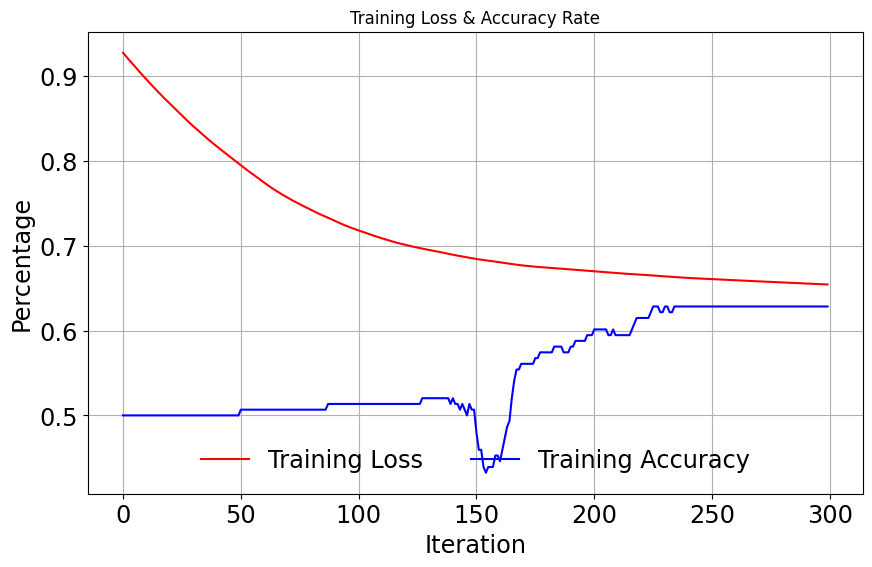 Training Loss & Accuracy Rate
Percentage
0.9
0.8
0.7
0.6
0.5
Training Loss
Training Accuracy
0 50 100 150 200 250 300
Iteration